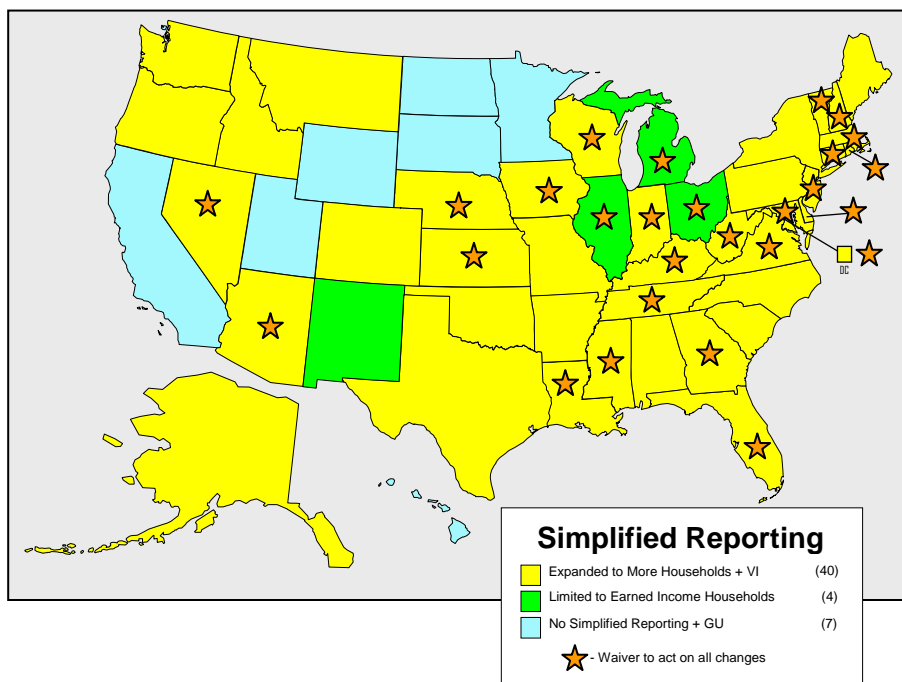 DC
Simplified Reporting
Expanded to More Households + VI (40)
Limited to Earned Income Households (4)
No Simplified Reporting + GU (7)
- Waiver to act on all changes